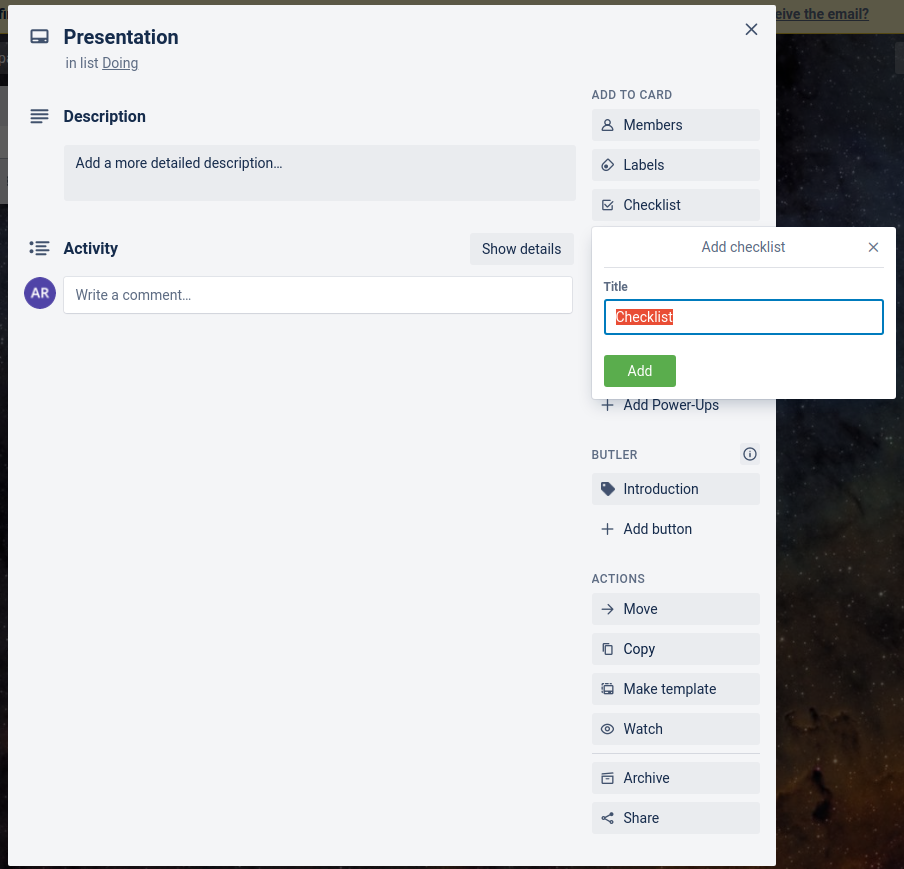 eive the email?
Presentation
in list Doing
Description
Add a more detailed description…
Activity
Show details
AR
Write a comment…
ADD TO CARD
Members
Labels
Checklist
Add checklist
Title
Checklist
Add
Add Power-Ups
BUTLER
Introduction
Add button
ACTIONS
Move
Copy
Make template
Watch
Archive
Share